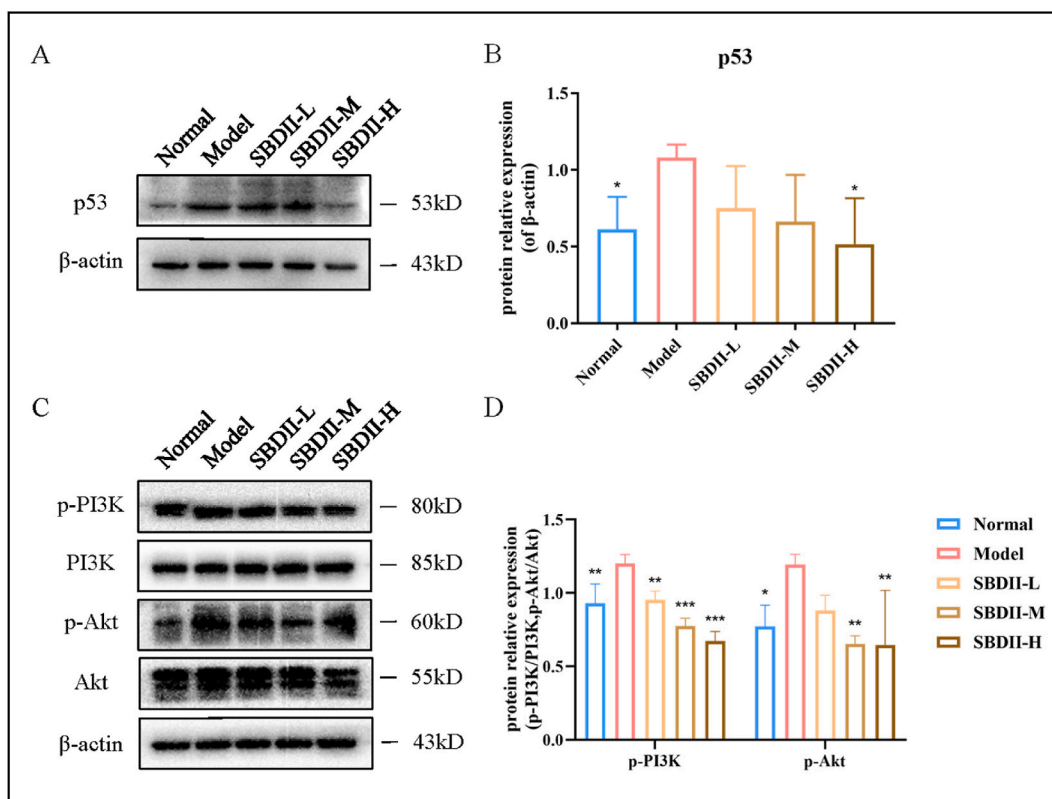 A
Normal Model SBDII-L SBDII-M SBDII-H
p53 — 53kD
β-actin — 43kD
B
p53
protein relative expression
(of β-actin)
1.5
*
*
1.0
0.5
0.0
Normal Model SBDII-L SBDII-M SBDII-H
C
Normal Model SBDII-L SBDII-M SBDII-H
p-PI3K — 80kD
PI3K — 85kD
p-Akt — 60kD
Akt — 55kD
β-actin — 43kD
D
protein relative expression
(p-PI3K/PI3K,p-Akt/Akt)
1.5
1.0
0.5
0.0
** ** *** *** * ** **
p-PI3K p-Akt
Normal
Model
SBDII-L
SBDII-M
SBDII-H